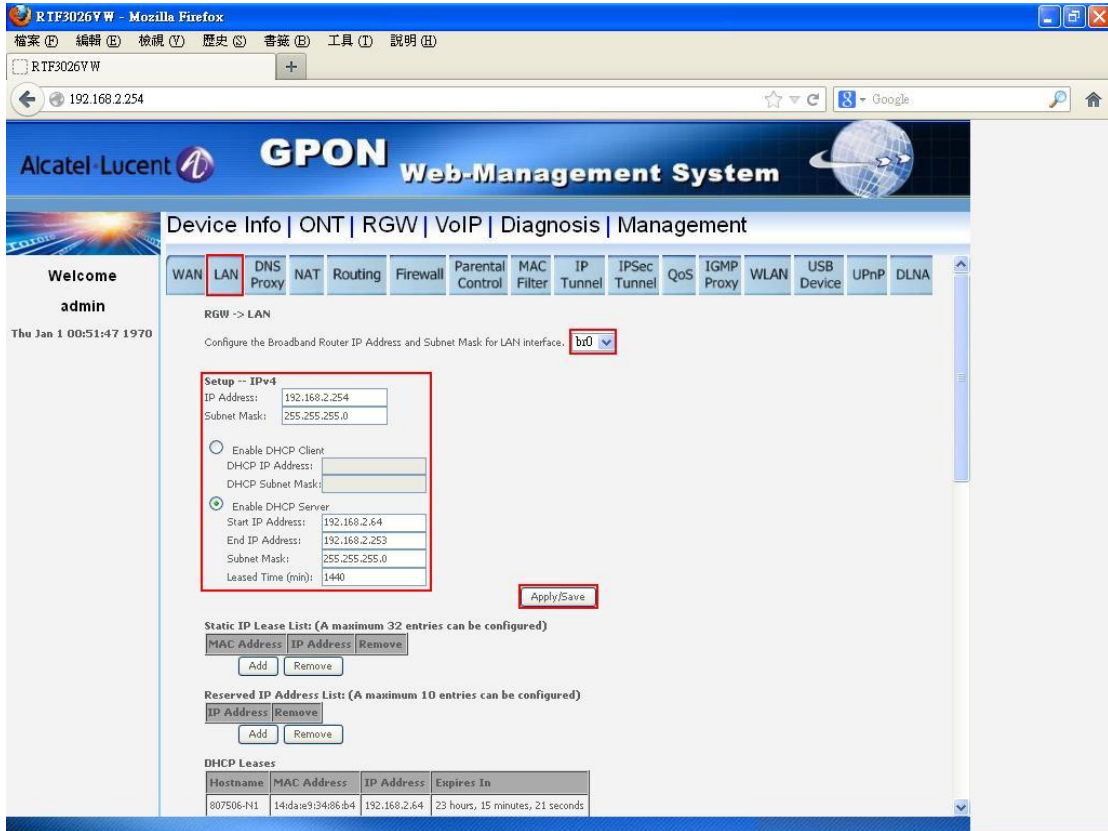 RTF3026VW - Mozilla Firefox
檔案(F) 編輯(E) 檢視(V) 歷史(S) 書籤(B) 工具(T) 說明(H)
RTF3026VW +
192.168.2.254 Google
Alcatel·Lucent GPON Web-Management System
Device Info | ONT | RGW | VoIP | Diagnosis | Management
Welcome
admin
Thu Jan 1 00:51:47 1970
WAN LAN DNS Proxy NAT Routing Firewall Parental Control MAC Filter IP Tunnel IPSec Tunnel QoS IGMP Proxy WLAN USB Device UPnP DLNA
RGW -> LAN
Configure the Broadband Router IP Address and Subnet Mask for LAN interface. br0
Setup -- IPv4
IP Address: 192.168.2.254
Subnet Mask: 255.255.255.0
Enable DHCP Client
DHCP IP Address:
DHCP Subnet Mask:
Enable DHCP Server
Start IP Address: 192.168.2.64
End IP Address: 192.168.2.253
Subnet Mask: 255.255.255.0
Leased Time (min): 1440
Apply/Save
Static IP Lease List: (A maximum 32 entries can be configured)
MAC Address IP Address Remove
Add Remove
Reserved IP Address List: (A maximum 10 entries can be configured)
IP Address Remove
Add Remove
DHCP Leases
Hostname MAC Address IP Address Expires In
807506-N1 14:da:e9:34:86:b4 192.168.2.64 23 hours, 15 minutes, 21 seconds